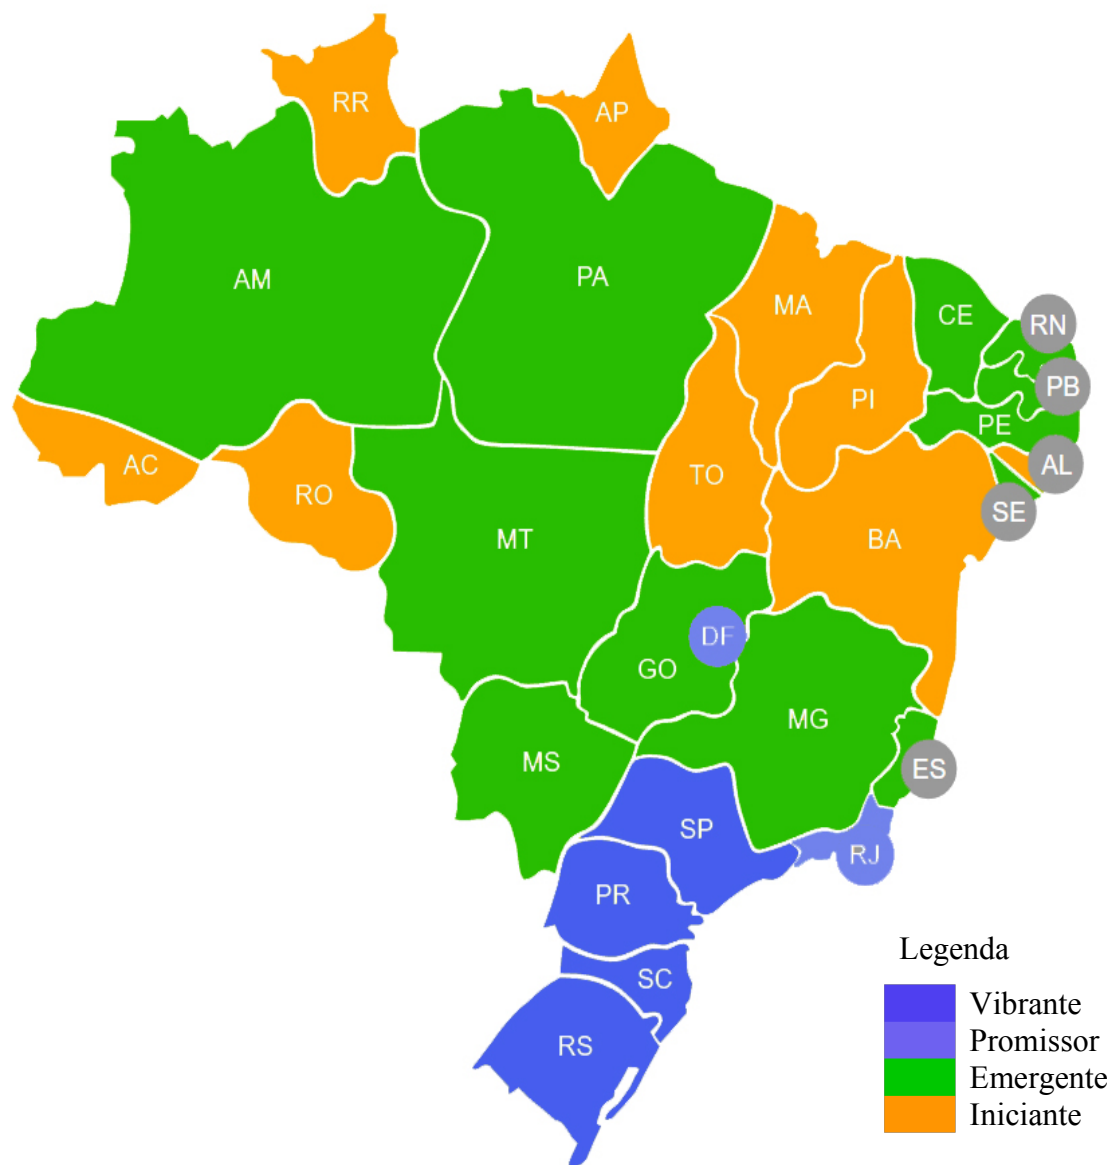 RR
AP
AM
PA
MA
CE
RN
PB
PI
PE
AC
AL
TO
RO
SE
MT
BA
DF
GO
MG
MS
ES
SP
RJ
PR
SC
RS
Legenda
Vibrante
Promissor
Emergente
Iniciante